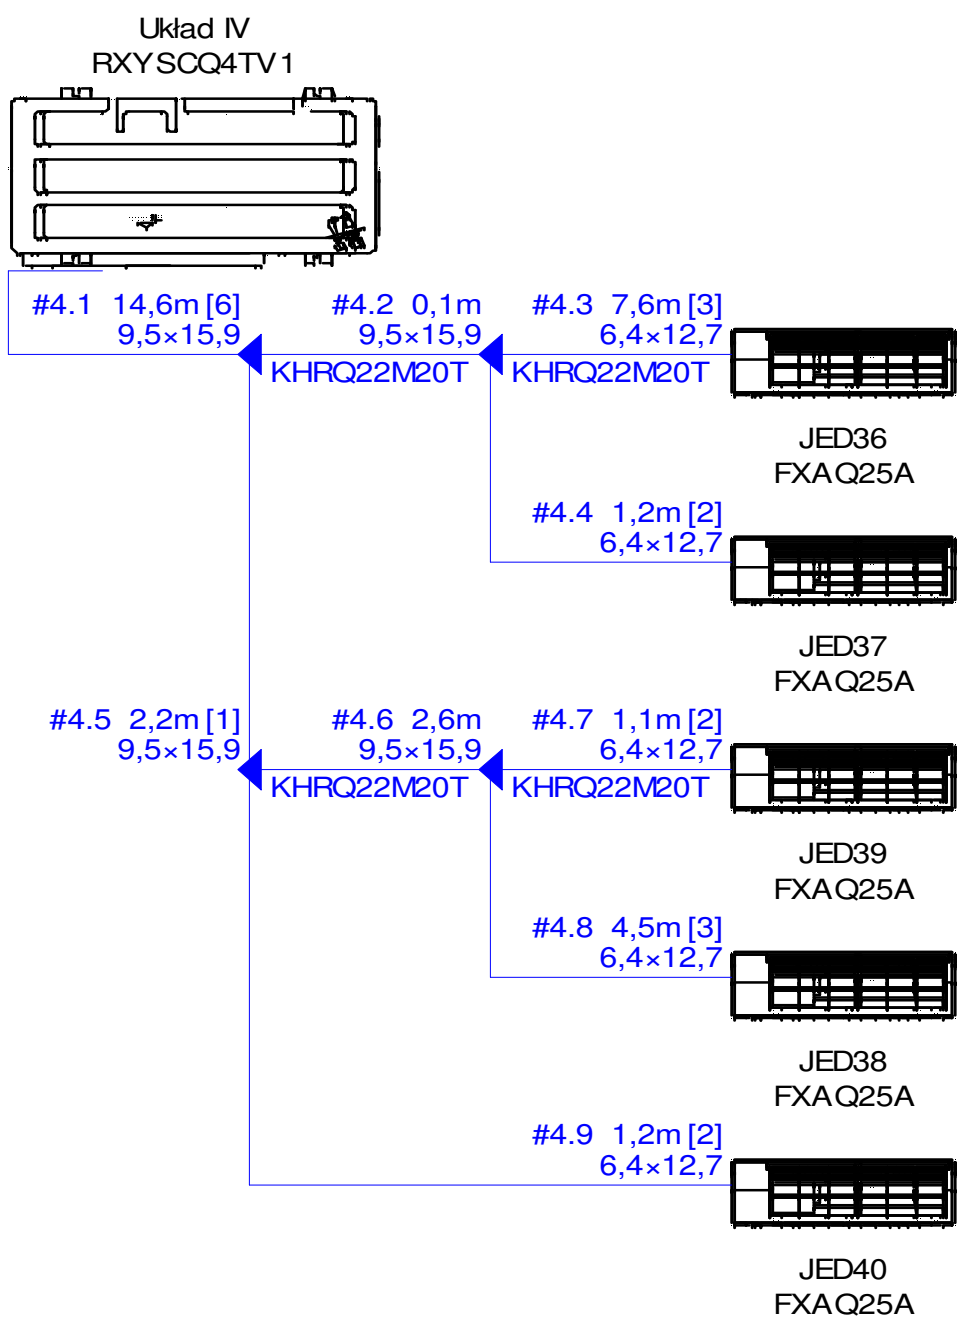 Układ IV
RXYSCQ4TV1
#4.1 14,6m [6]
9,5×15,9
#4.2 0,1m
9,5×15,9
#4.3 7,6m [3]
6,4×12,7
KHRQ22M20T
KHRQ22M20T
JED36
FXAQ25A
#4.4 1,2m [2]
6,4×12,7
JED37
FXAQ25A
#4.5 2,2m [1]
9,5×15,9
#4.6 2,6m
9,5×15,9
#4.7 1,1m [2]
6,4×12,7
KHRQ22M20T
KHRQ22M20T
JED39
FXAQ25A
#4.8 4,5m [3]
6,4×12,7
JED38
FXAQ25A
#4.9 1,2m [2]
6,4×12,7
JED40
FXAQ25A